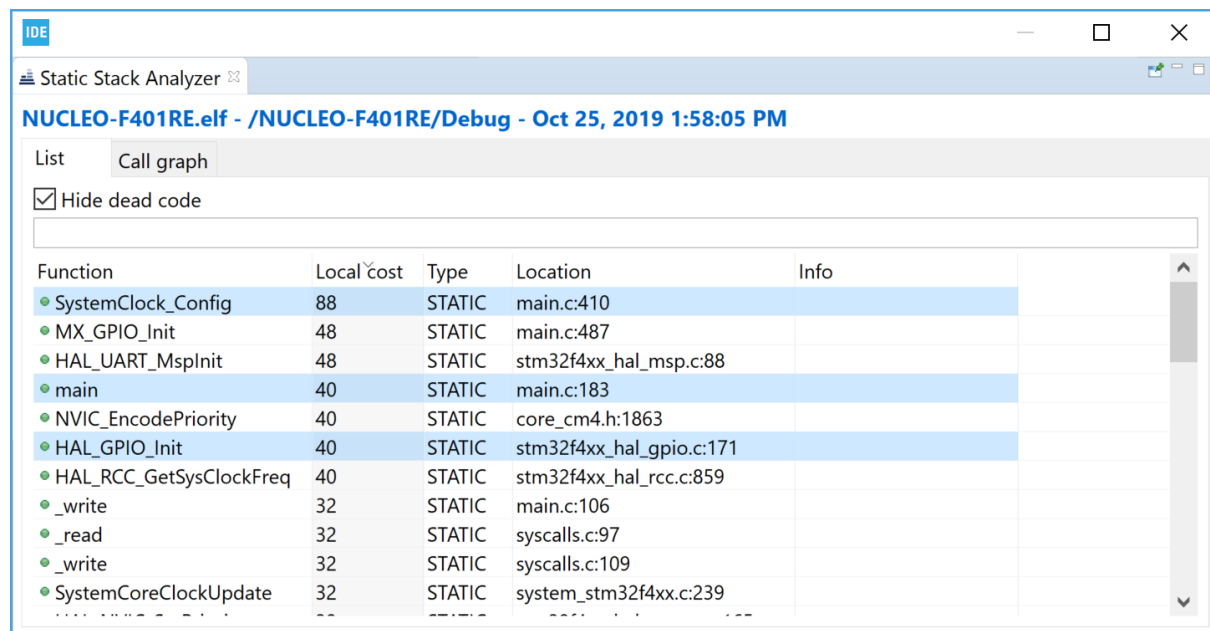 IDE
Static Stack Analyzer
NUCLEO-F401RE.elf - /NUCLEO-F401RE/Debug - Oct 25, 2019 1:58:05 PM
List Call graph
Hide dead code
Function Local cost Type Location Info
SystemClock_Config 88 STATIC main.c:410
MX_GPIO_Init 48 STATIC main.c:487
HAL_UART_MspInit 48 STATIC stm32f4xx_hal_msp.c:88
main 40 STATIC main.c:183
NVIC_EncodePriority 40 STATIC core_cm4.h:1863
HAL_GPIO_Init 40 STATIC stm32f4xx_hal_gpio.c:171
HAL_RCC_GetSysClockFreq 40 STATIC stm32f4xx_hal_rcc.c:859
_write 32 STATIC main.c:106
_read 32 STATIC syscalls.c:97
_write 32 STATIC syscalls.c:109
SystemCoreClockUpdate 32 STATIC system_stm32f4xx.c:239